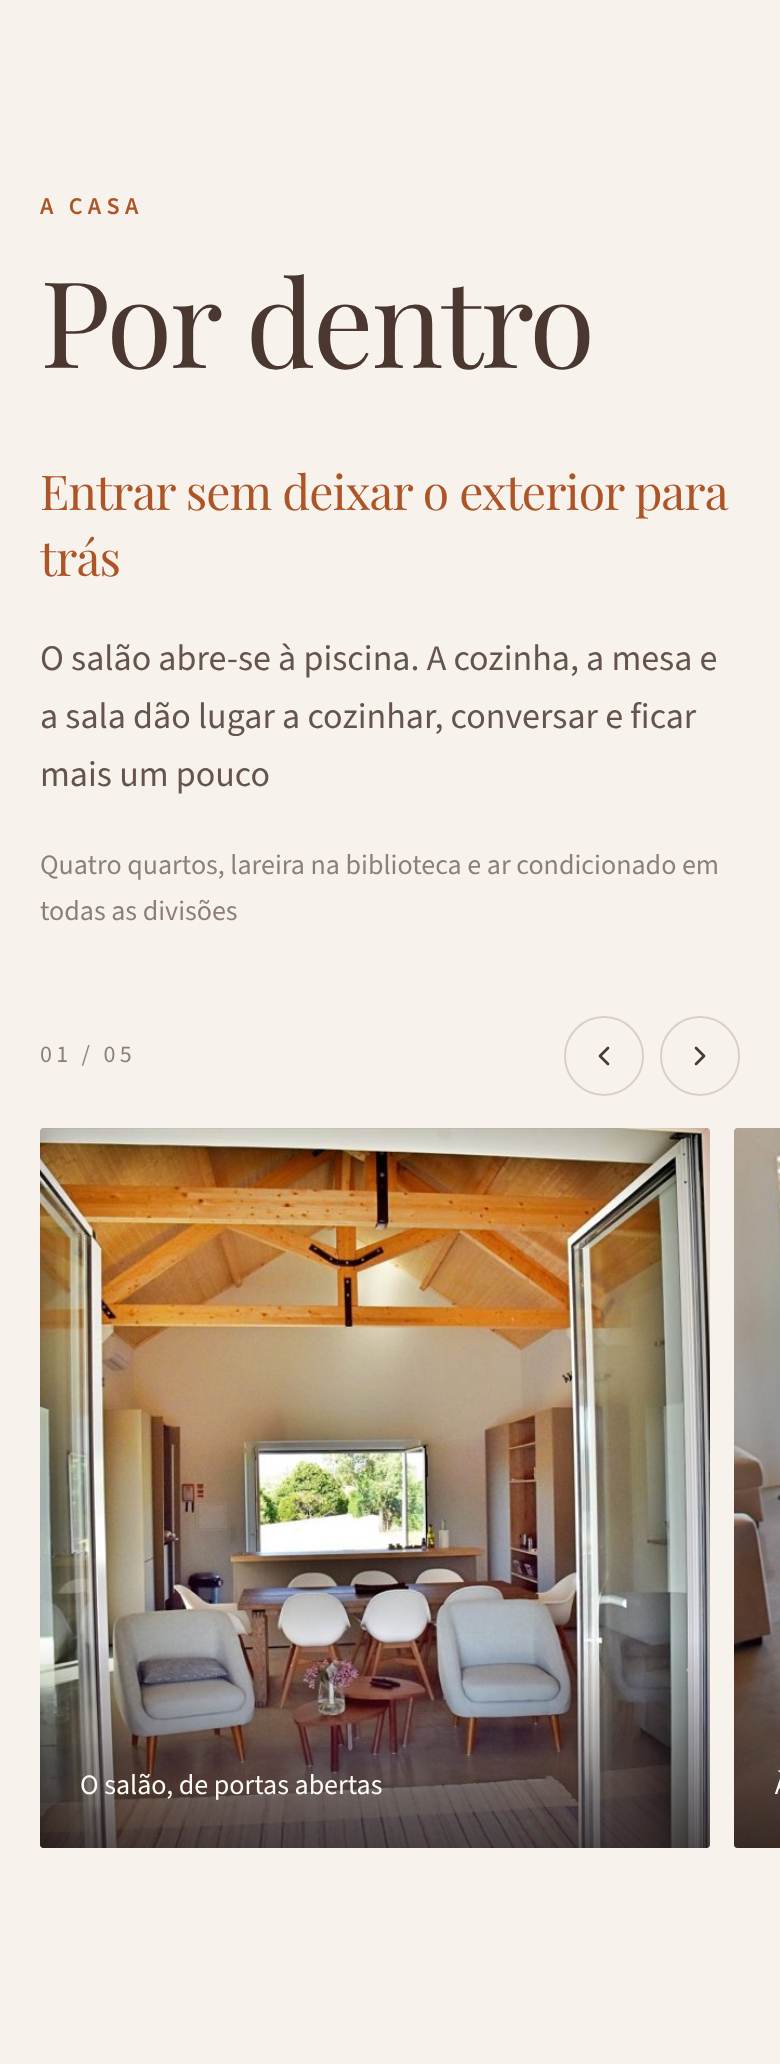 A CASA
Por dentro
Entrar sem deixar o exterior para
trás
O salão abre-se à piscina. A cozinha, a mesa e
a sala dão lugar a cozinhar, conversar e ficar
mais um pouco
Quatro quartos, lareira na biblioteca e ar condicionado em
todas as divisões
01 / 05
O salão, de portas abertas